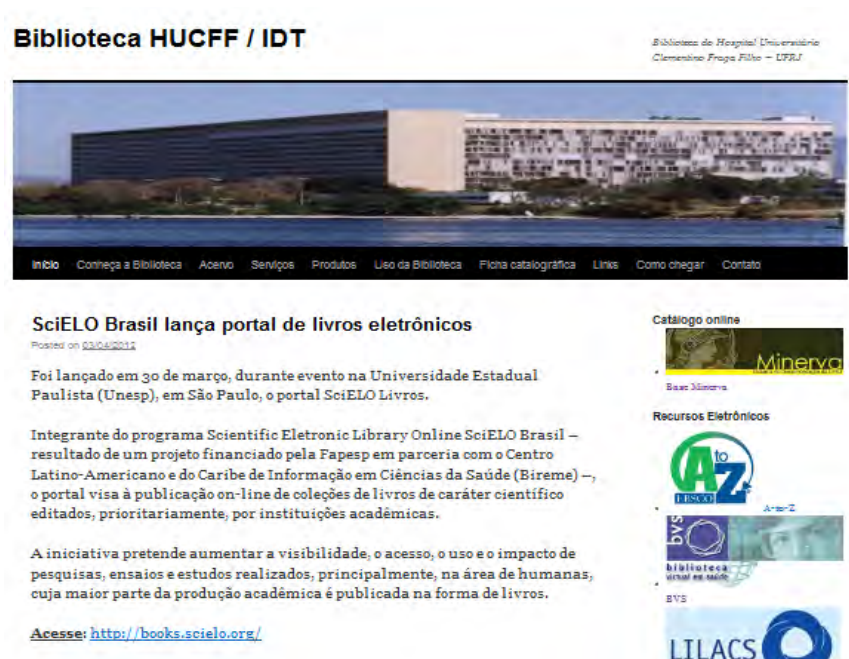 Biblioteca HUCFF / IDT
Biblioteca do Hospital Universitário
Clementino Fraga Filho – UFRJ
Início Conheça a Biblioteca Acervo Serviços Produtos Uso da Biblioteca Ficha catalográfica Links Como chegar Contato
SciELO Brasil lança portal de livros eletrônicos
Posted on 03/04/2012
Foi lançado em 30 de março, durante evento na Universidade Estadual
Paulista (Unesp), em São Paulo, o portal SciELO Livros.
Integrante do programa Scientific Eletronic Library Online SciELO Brasil –
resultado de um projeto financiado pela Fapesp em parceria com o Centro
Latino-Americano e do Caribe de Informação em Ciências da Saúde (Bireme) –,
o portal visa à publicação on-line de coleções de livros de caráter científico
editados, prioritariamente, por instituições acadêmicas.
A iniciativa pretende aumentar a visibilidade, o acesso, o uso e o impacto de
pesquisas, ensaios e estudos realizados, principalmente, na área de humanas,
cuja maior parte da produção acadêmica é publicada na forma de livros.
Acesse: http://books.scielo.org/
Catálogo online
Minerva
Base Minerva
Recursos Eletrônicos
A to Z
EBSCO
A-to-Z
bvs
biblioteca
virtual em saúde
BVS
LILACS